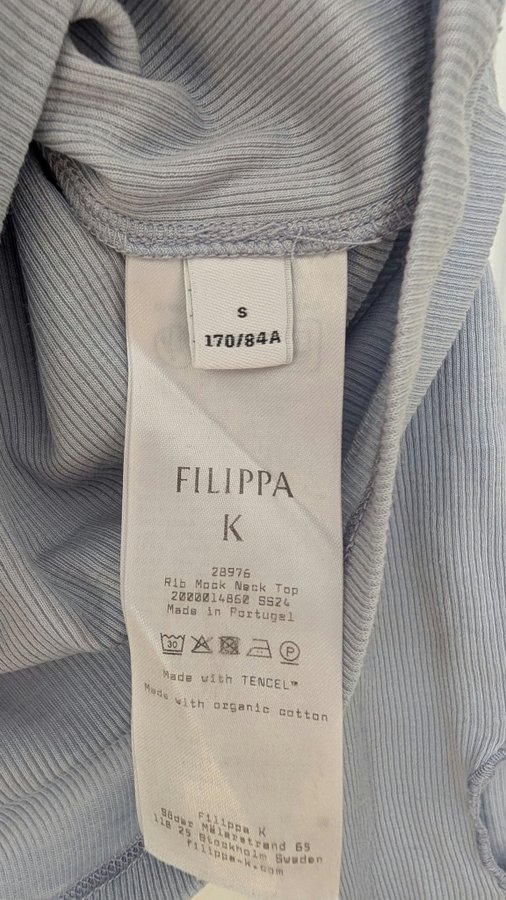 S
170/84A
FILIPPA
K
28976
Rib Mock Neck Top
2000014860 SS24
Made in Portugal
30
P
Made with TENCEL™
Made with organic cotton
Filippa K
Söder Mälarstrand 65
118 25 Stockholm Sweden
filippa-k.com